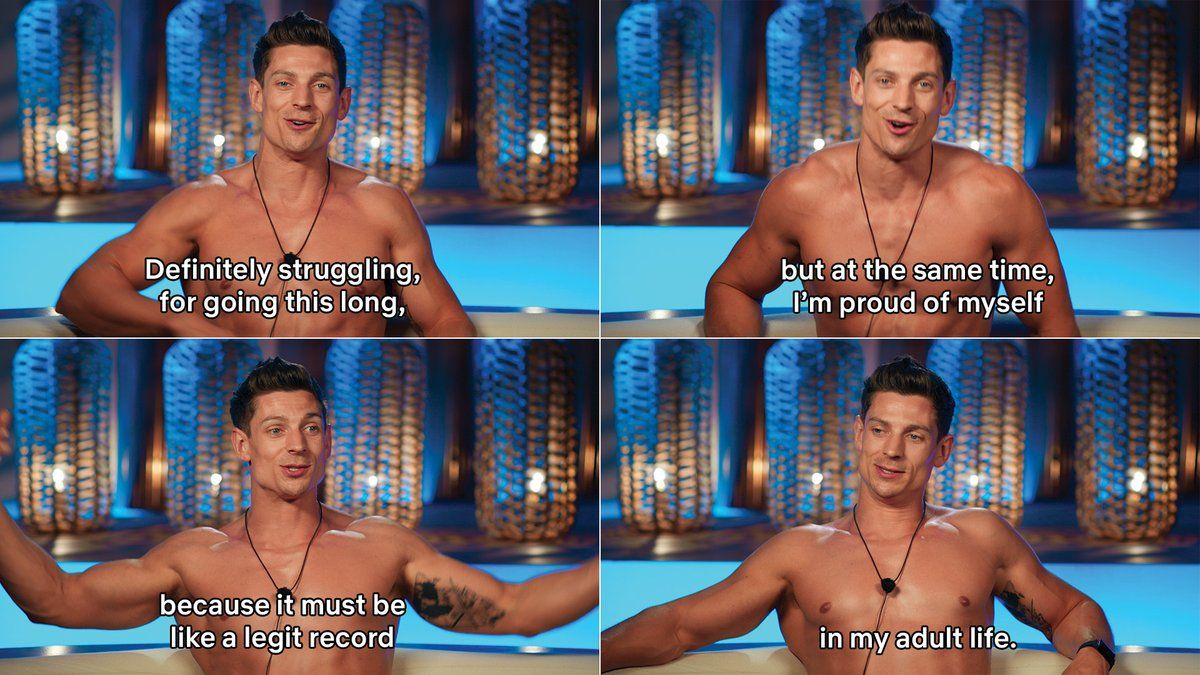 Definitely struggling,
for going this long,
but at the same time,
I'm proud of myself
because it must be
like a legit record
in my adult life.